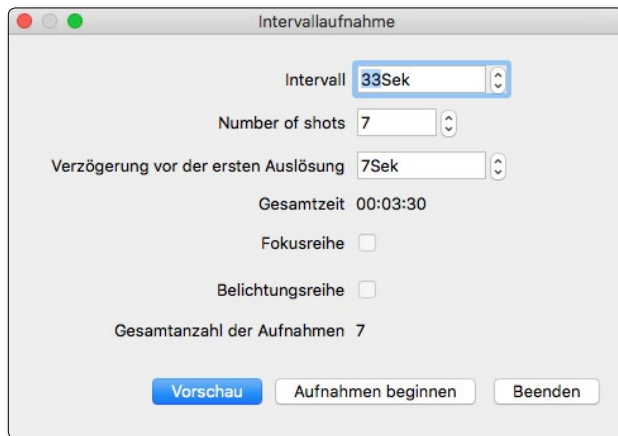 Intervallaufnahme
Intervall 33Sek
Number of shots 7
Verzögerung vor der ersten Auslösung 7Sek
Gesamtzeit 00:03:30
Fokusreihe
Belichtungsreihe
Gesamtanzahl der Aufnahmen 7
Vorschau Aufnahmen beginnen Beenden